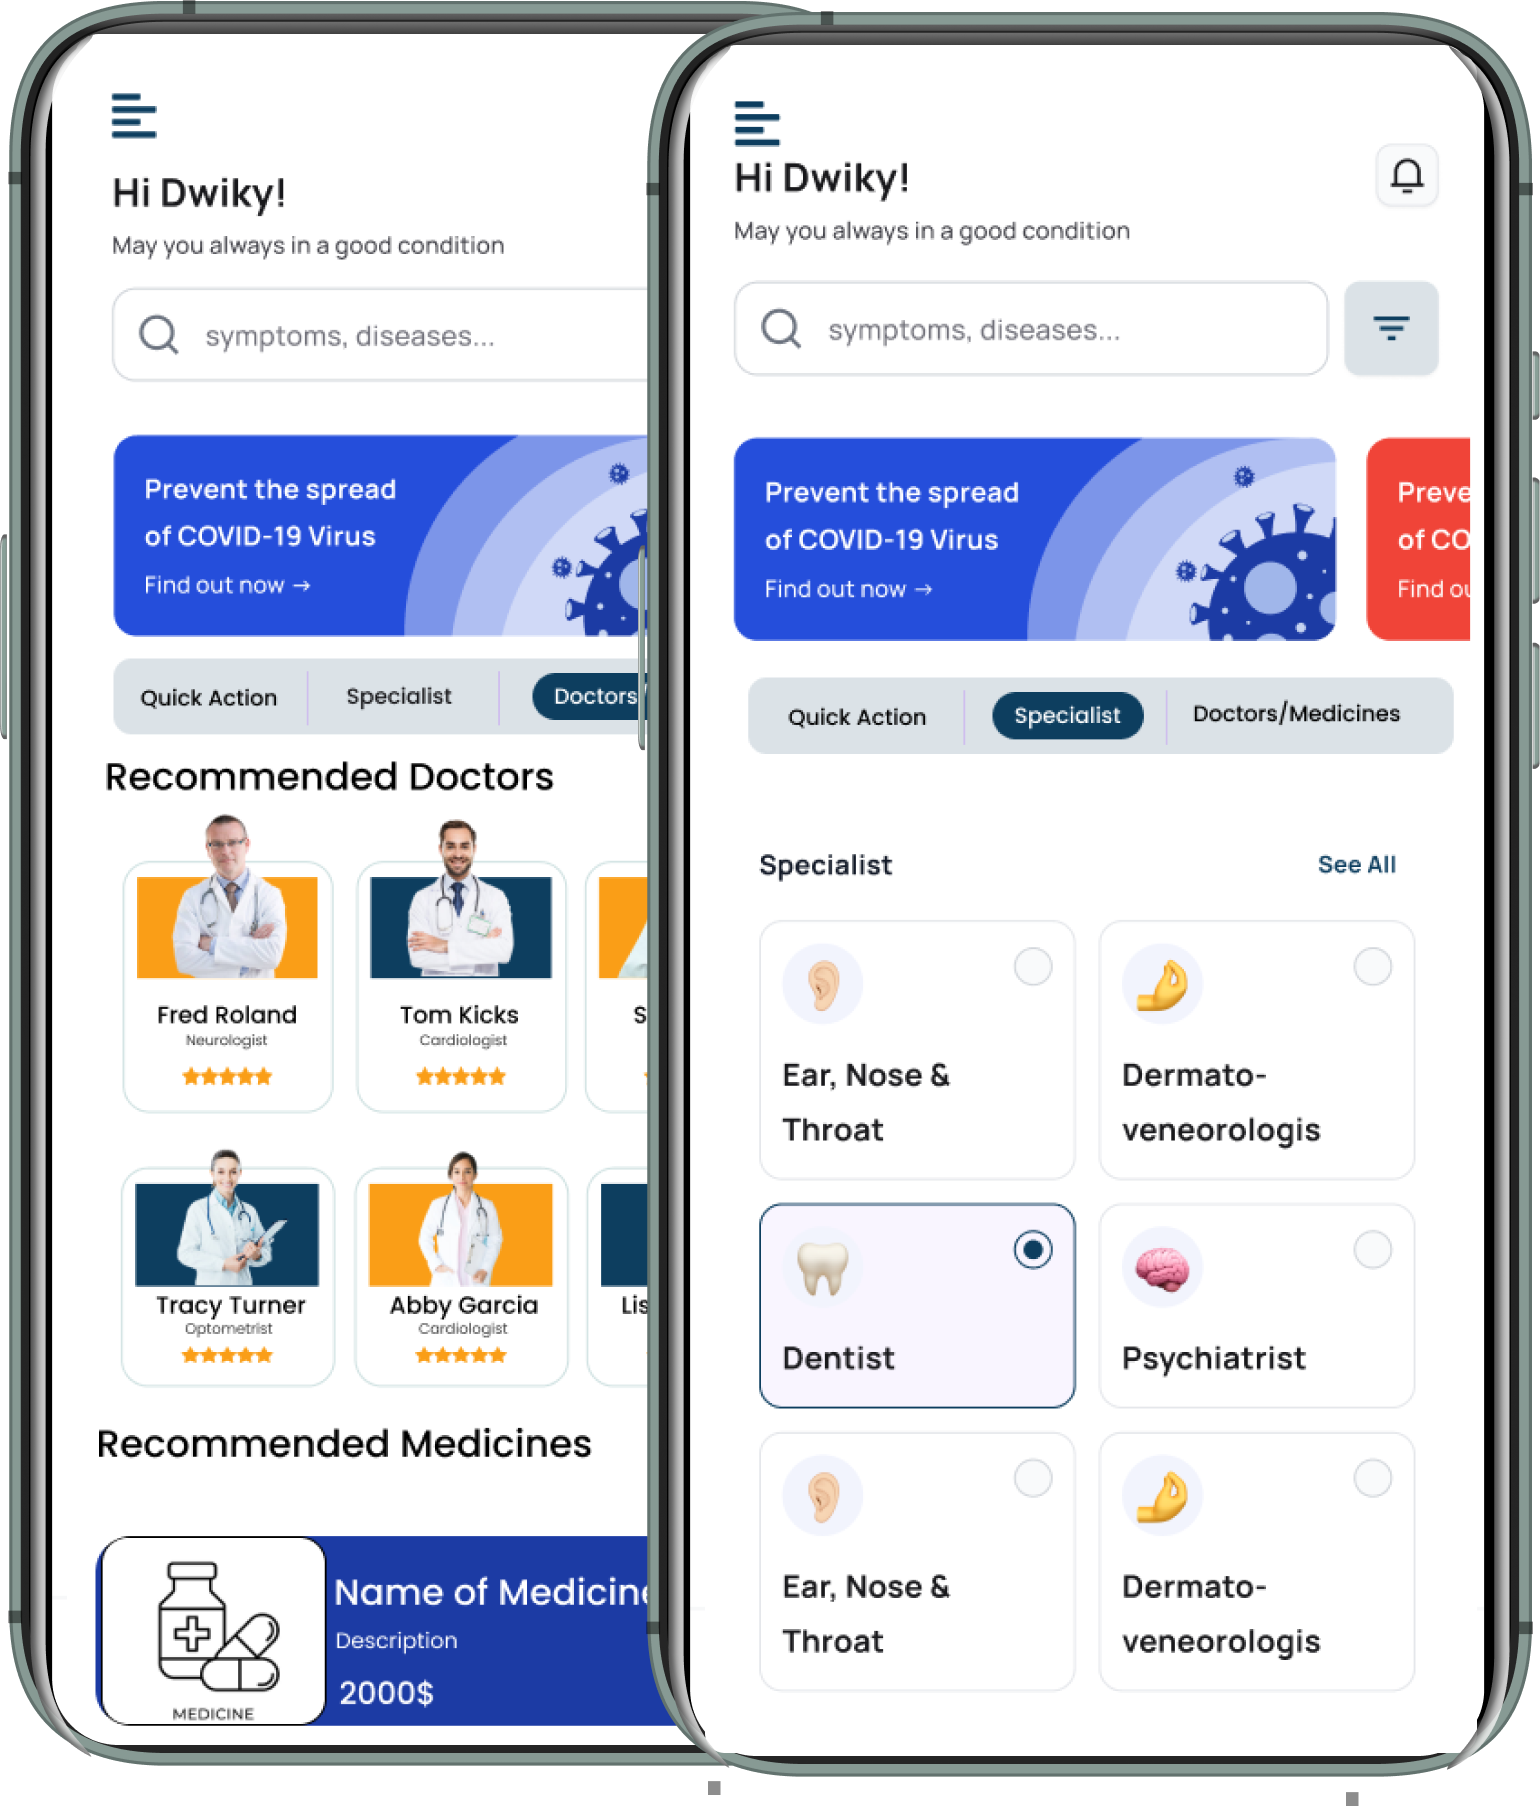 Hi Dwiky!
May you always in a good condition
symptoms, diseases...
Prevent the spread
of COVID-19 Virus
Find out now →
Quick Action
Specialist
Doctors
Recommended Doctors
Fred Roland
Neurologist
Tom Kicks
Cardiologist
S
Tracy Turner
Optometrist
Abby Garcia
Cardiologist
Lis
Recommended Medicines
Name of Medicine
Description
2000$
MEDICINE
Hi Dwiky!
May you always in a good condition
symptoms, diseases...
Prevent the spread
of COVID-19 Virus
Find out now →
Preve
of CO
Find ou
Quick Action
Specialist
Doctors/Medicines
Specialist
See All
Ear, Nose &
Throat
Dermato-
veneorologis
Dentist
Psychiatrist
Ear, Nose &
Throat
Dermato-
veneorologis